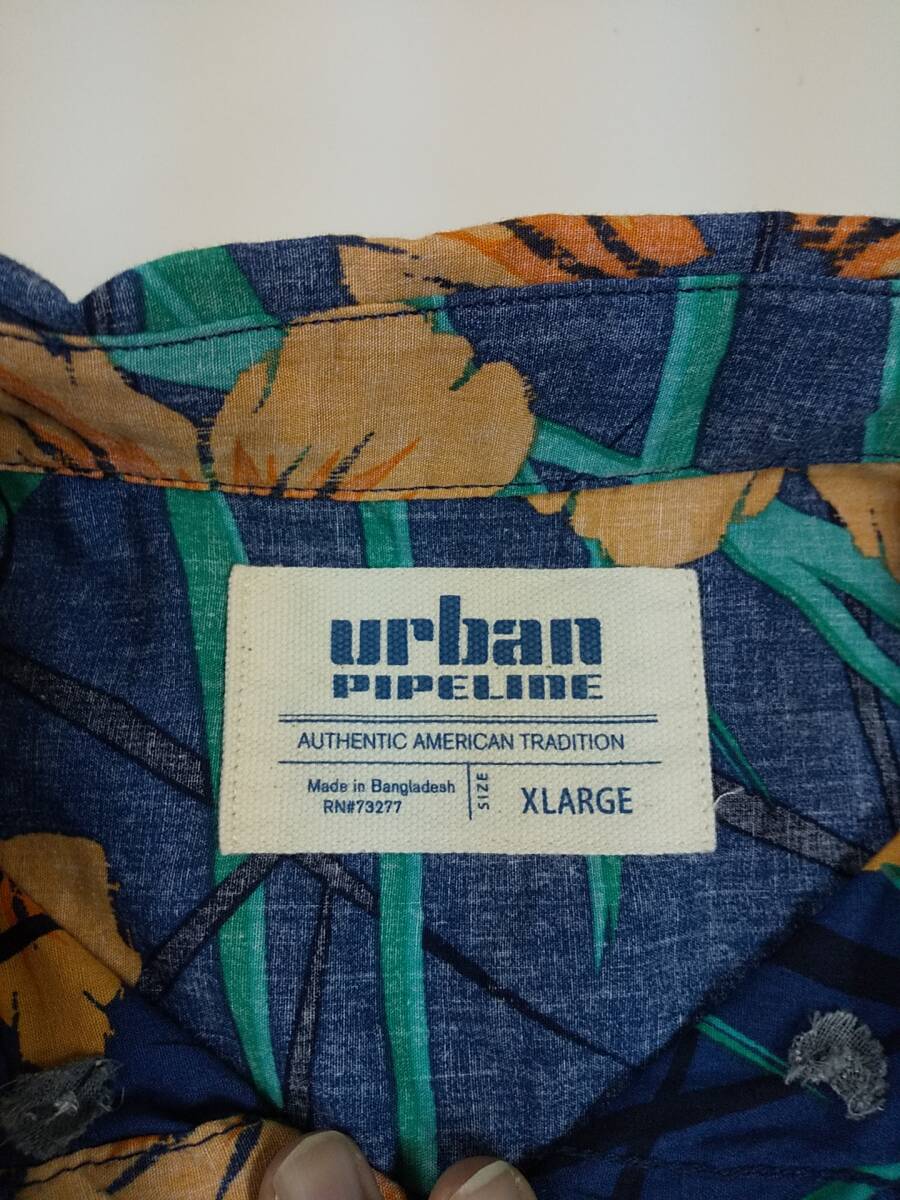 urban
PIPELINE
AUTHENTIC AMERICAN TRADITION
Made in Bangladesh
RN#73277
SIZE
XLARGE